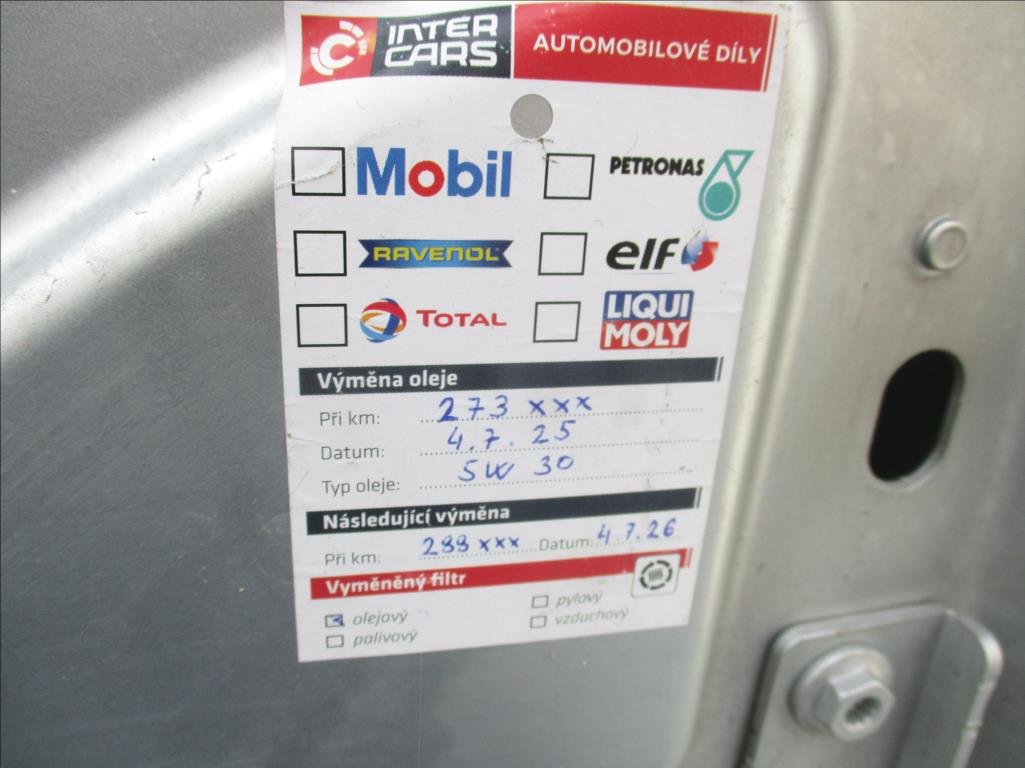 INTER CARS AUTOMOBILOVÉ DÍLY
Mobil PETRONAS
RAVENOL elf
TOTAL LIQUI MOLY
Výměna oleje
Při km: 273 xxx
Datum: 4.7.25
Typ oleje: 5W 30
Následující výměna
Při km: 288 xxx Datum: 4.7.26
Vyměněný filtr
olejový pylový
palivový vzduchový